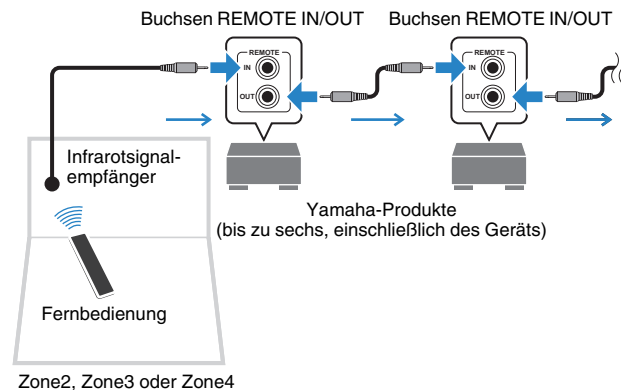 Buchsen REMOTE IN/OUT
Buchsen REMOTE IN/OUT
REMOTE
IN
OUT
REMOTE
IN
OUT
Infrarotsignal-
empfänger
Yamaha-Produkte
(bis zu sechs, einschließlich des Geräts)
Fernbedienung
Zone2, Zone3 oder Zone4